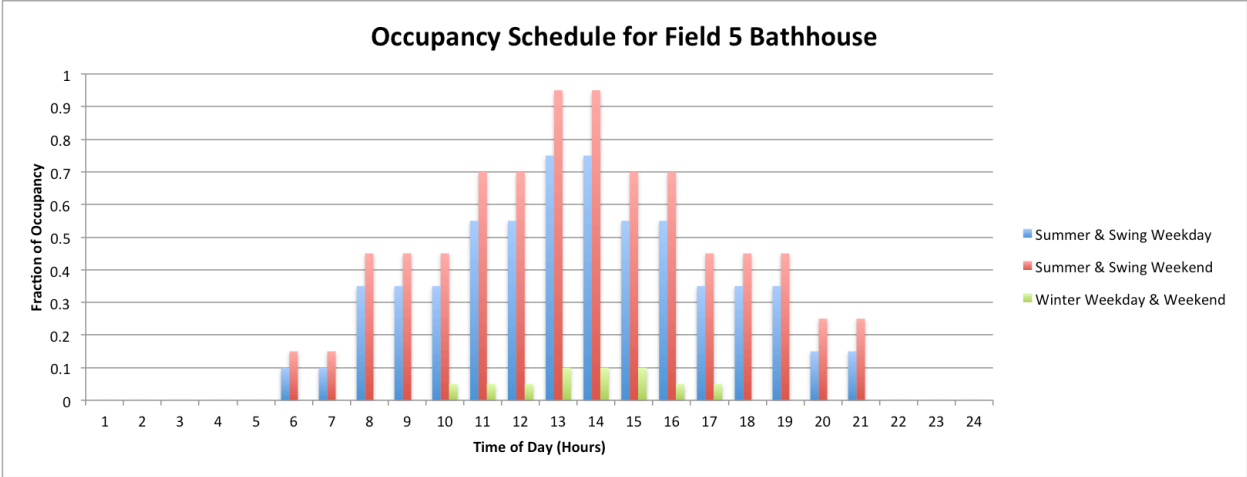 Occupancy Schedule for Field 5 Bathhouse
1
0.9
0.8
0.7
0.6
0.5
0.4
0.3
0.2
0.1
0
Fraction of Occupancy
1 2 3 4 5 6 7 8 9 10 11 12 13 14 15 16 17 18 19 20 21 22 23 24
Time of Day (Hours)
Summer & Swing Weekday
Summer & Swing Weekend
Winter Weekday & Weekend